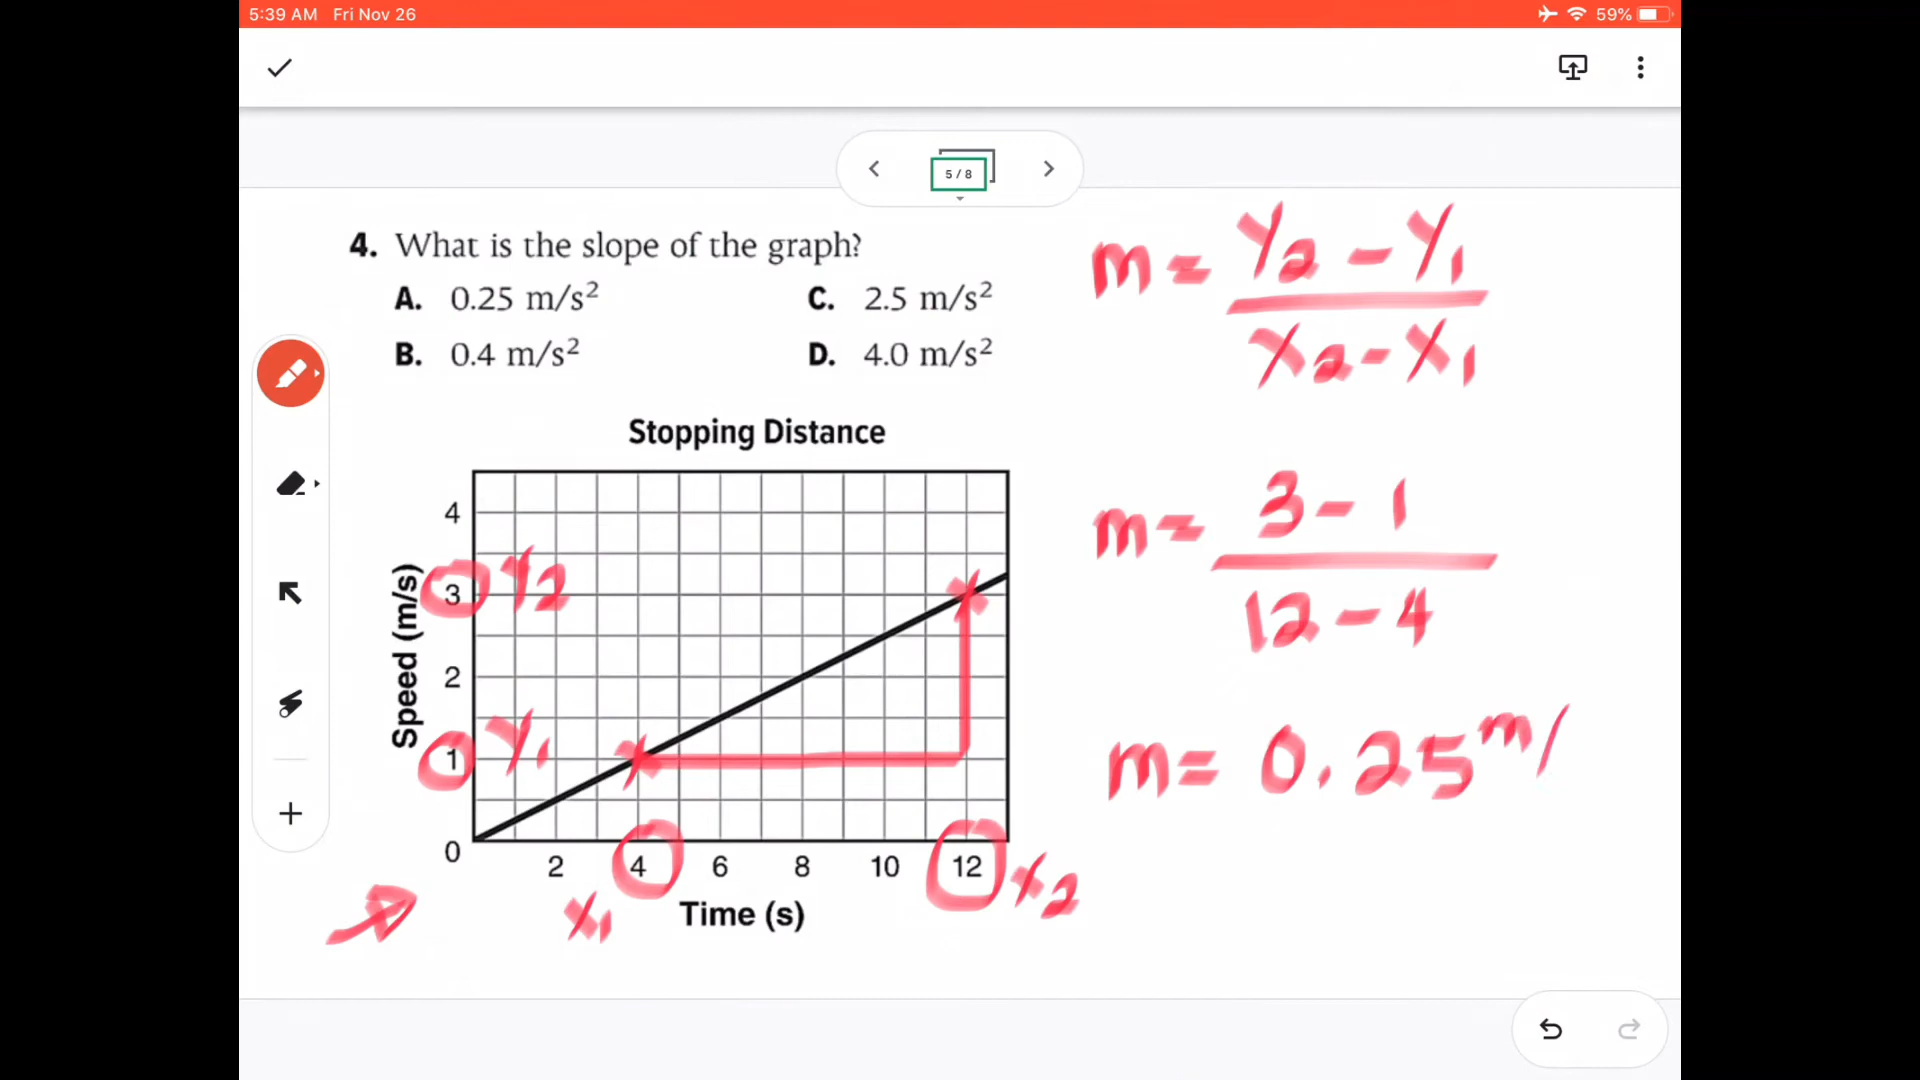 5:39 AM Fri Nov 26
59%
5 / 8
4. What is the slope of the graph?
A. 0.25 m/s²
C. 2.5 m/s²
B. 0.4 m/s²
D. 4.0 m/s²
m = Y₂ - Y₁
X₂ - X₁
Stopping Distance
4
3
2
1
0
Y₂
Y₁
Speed (m/s)
2 4 6 8 10 12
X₁
X₂
Time (s)
m = 3 - 1
12 - 4
m = 0.25 m/